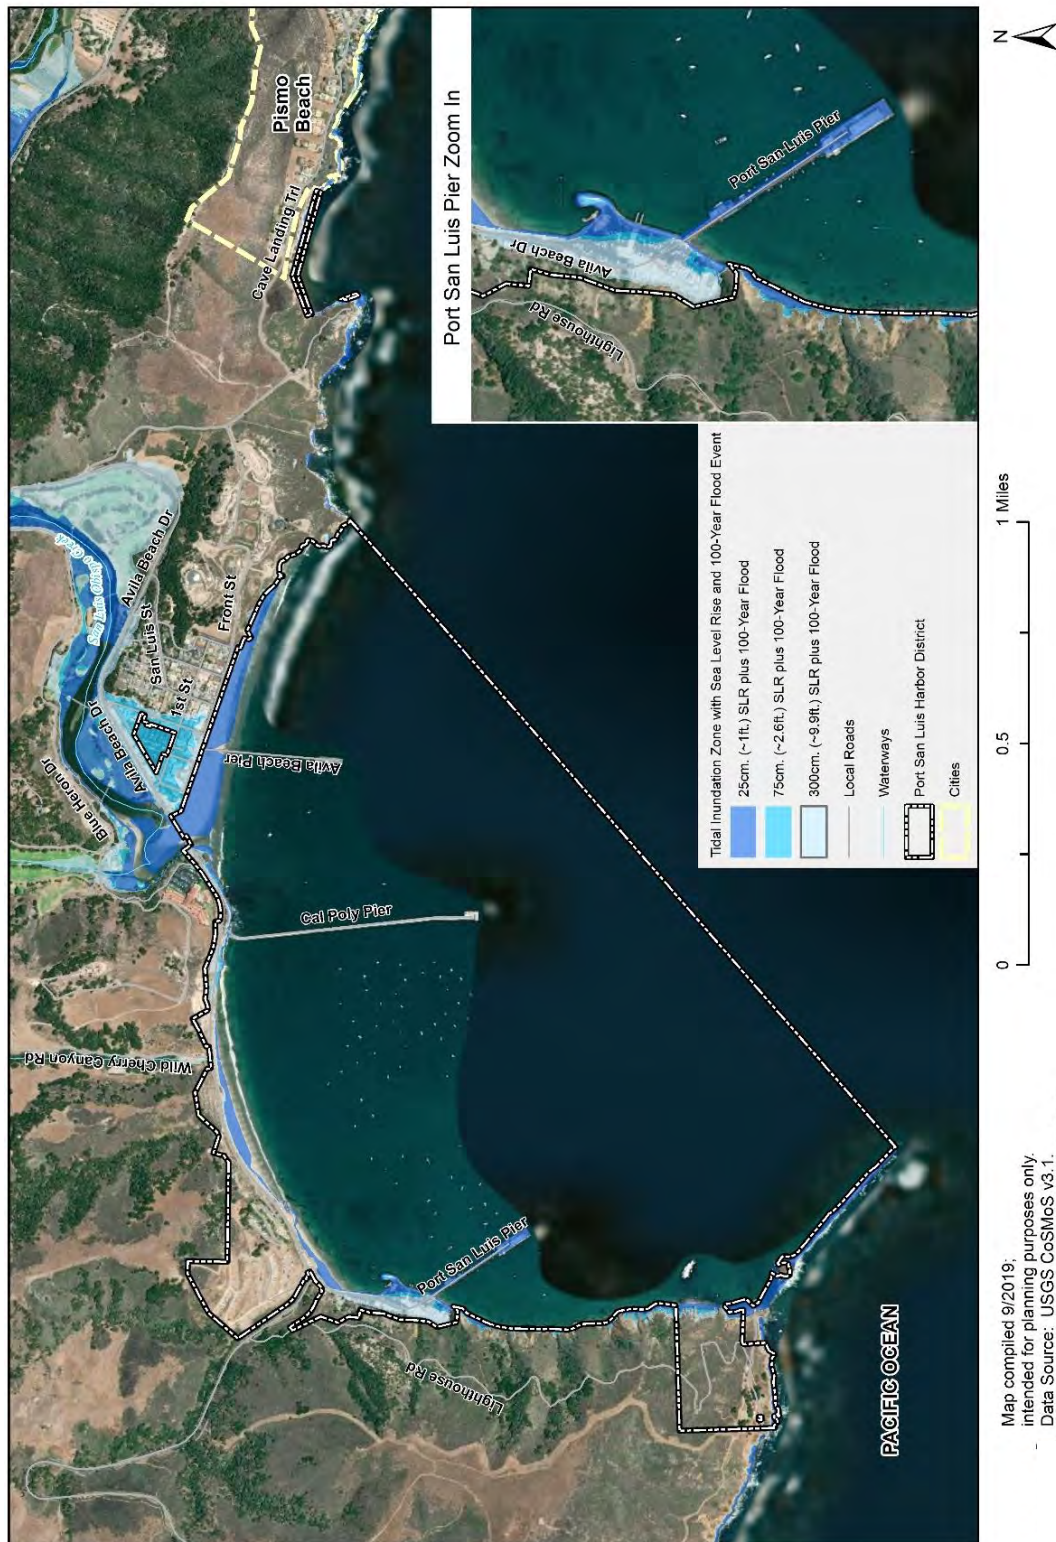 N
Pismo
Beach
Cave Landing Trl
Port San Luis Pier Zoom In
Avila Beach Dr
Lighthouse Rd
Port San Luis Pier
San Luis Obispo Creek
Blue Heron Dr
Avila Beach Dr
Avila Beach Dr
San Luis St
1st St
Front St
Wild Cherry Canyon Rd
Cal Poly Pier
Avila Beach Pier
Port San Luis Pier
Lighthouse Rd
PACIFIC OCEAN
Tidal Inundation Zone with Sea Level Rise and 100-Year Flood Event
25cm. (~1ft.) SLR plus 100-Year Flood
75cm. (~2.6ft.) SLR plus 100-Year Flood
300cm. (~9.9ft.) SLR plus 100-Year Flood
Local Roads
Waterways
Port San Luis Harbor District
Cities
0 0.5 1 Miles
Map compiled 9/2019;
intended for planning purposes only.
Data Source: USGS CoSMoS v3.1.